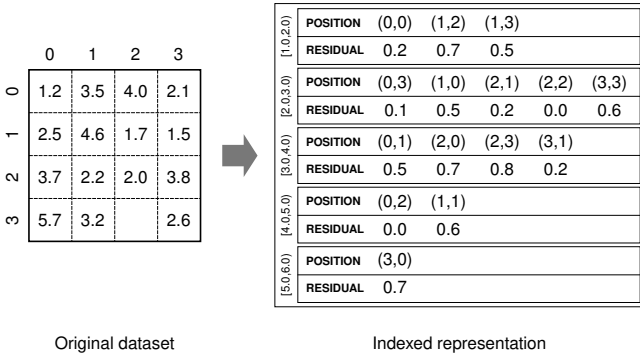 0 1 2 3
0 1.2 3.5 4.0 2.1
1 2.5 4.6 1.7 1.5
2 3.7 2.2 2.0 3.8
3 5.7 3.2 2.6
Original dataset
[1.0,2.0)
POSITION (0,0) (1,2) (1,3)
RESIDUAL 0.2 0.7 0.5
[2.0,3.0)
POSITION (0,3) (1,0) (2,1) (2,2) (3,3)
RESIDUAL 0.1 0.5 0.2 0.0 0.6
[3.0,4.0)
POSITION (0,1) (2,0) (2,3) (3,1)
RESIDUAL 0.5 0.7 0.8 0.2
[4.0,5.0)
POSITION (0,2) (1,1)
RESIDUAL 0.0 0.6
[5.0,6.0)
POSITION (3,0)
RESIDUAL 0.7
Indexed representation